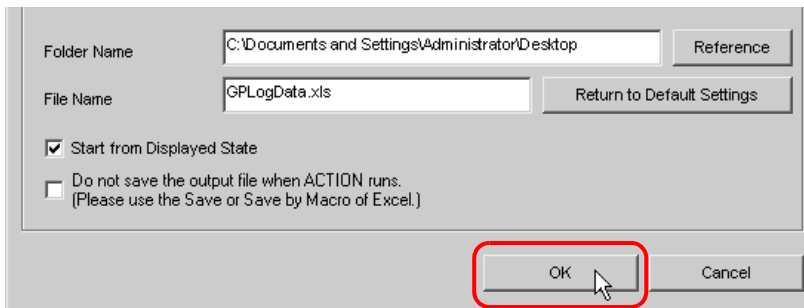 Folder Name
C:\Documents and Settings\Administrator\Desktop
Reference
File Name
GPLogData.xls
Return to Default Settings
Start from Displayed State
Do not save the output file when ACTION runs.
(Please use the Save or Save by Macro of Excel.)
OK
Cancel